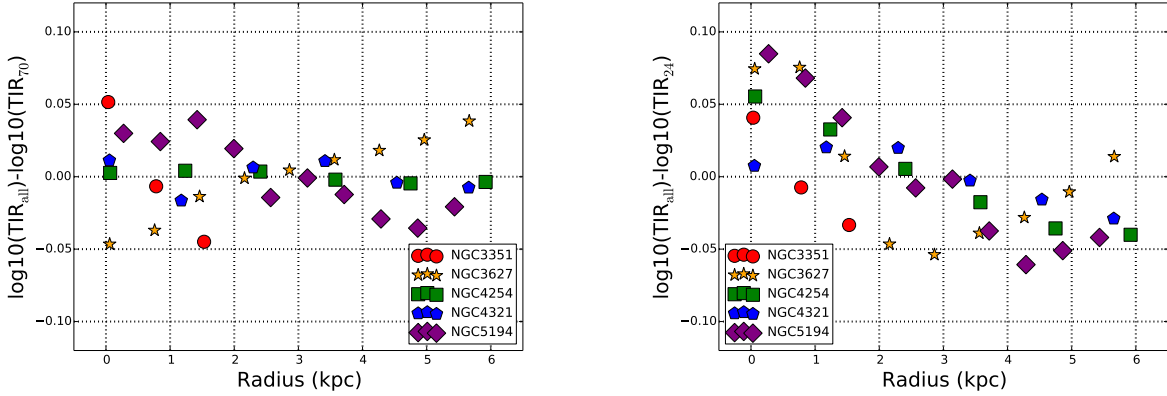 log10(TIR_all)-log10(TIR_70)
0.10
0.05
0.00
−0.05
−0.10
0 1 2 3 4 5 6
Radius (kpc)
NGC3351
NGC3627
NGC4254
NGC4321
NGC5194
log10(TIR_all)-log10(TIR_24)
0.10
0.05
0.00
−0.05
−0.10
0 1 2 3 4 5 6
Radius (kpc)
NGC3351
NGC3627
NGC4254
NGC4321
NGC5194